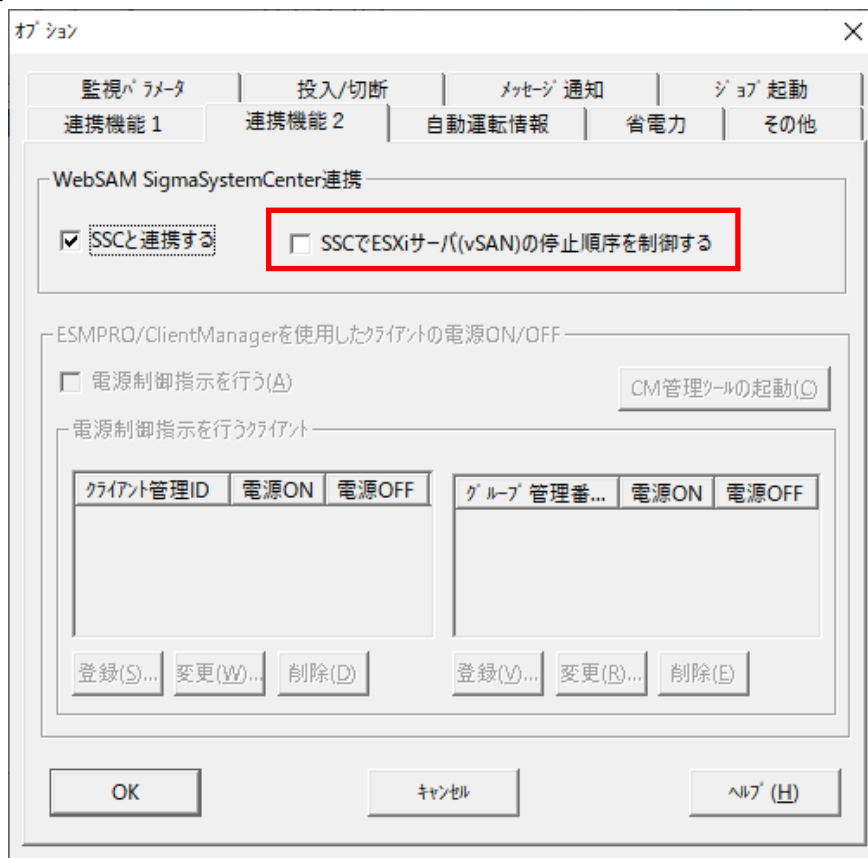 ｵﾌﾟｼｮﾝ
監視ﾊﾟﾗﾒｰﾀ 投入/切断 ﾒｯｾｰｼﾞ通知 ｼﾞｮﾌﾞ起動
連携機能1 連携機能2 自動運転情報 省電力 その他
WebSAM SigmaSystemCenter連携
SSCと連携する SSCでESXiサーバ(vSAN)の停止順序を制御する
ESMPRO/ClientManagerを使用したｸﾗｲｱﾝﾄの電源ON/OFF
電源制御指示を行う(A) CM管理ﾂｰﾙの起動(C)
電源制御指示を行うｸﾗｲｱﾝﾄ
ｸﾗｲｱﾝﾄ管理ID 電源ON 電源OFF ｸﾞﾙｰﾌﾟ管理番... 電源ON 電源OFF
登録(S)... 変更(W)... 削除(D) 登録(V)... 変更(R)... 削除(E)
OK ｷｬﾝｾﾙ ﾍﾙﾌﾟ(H)